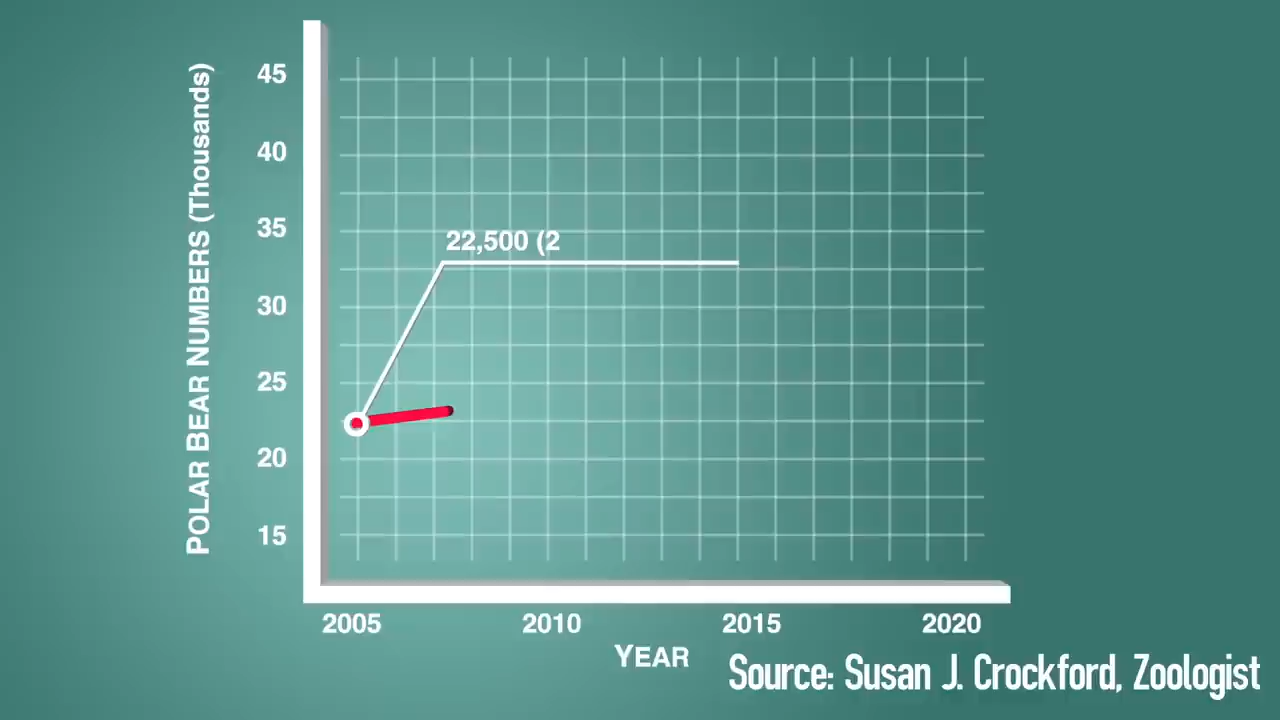 45
40
35
30
25
20
15
POLAR BEAR NUMBERS (Thousands)
22,500 (2
2005 2010 2015 2020
YEAR
Source: Susan J. Crockford, Zoologist